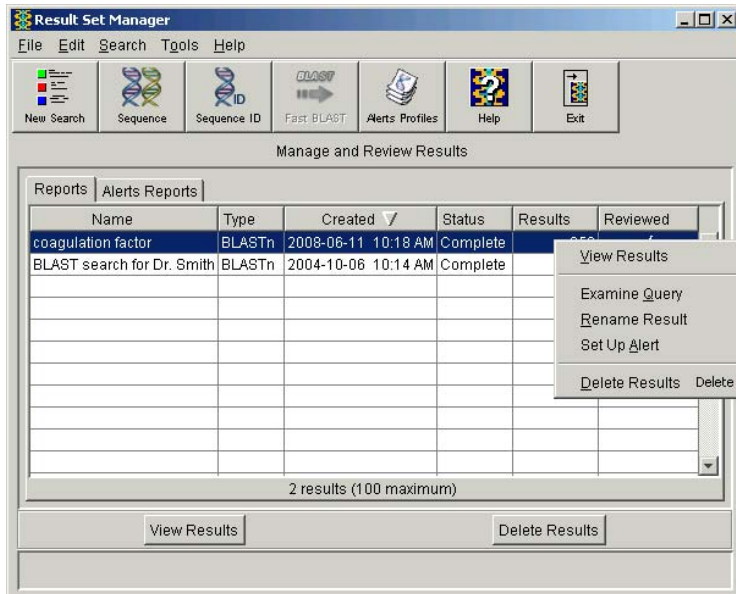 Result Set Manager
File Edit Search Tools Help
BLAST
ID
New Search Sequence Sequence ID Fast BLAST Alerts Profiles Help Exit
Manage and Review Results
Reports Alerts Reports
Name Type Created Status Results Reviewed
coagulation factor BLASTn 2008-06-11 10:18 AM Complete
BLAST search for Dr. Smith BLASTn 2004-10-06 10:14 AM Complete
View Results
Examine Query
Rename Result
Set Up Alert
Delete Results Delete
2 results (100 maximum)
View Results Delete Results